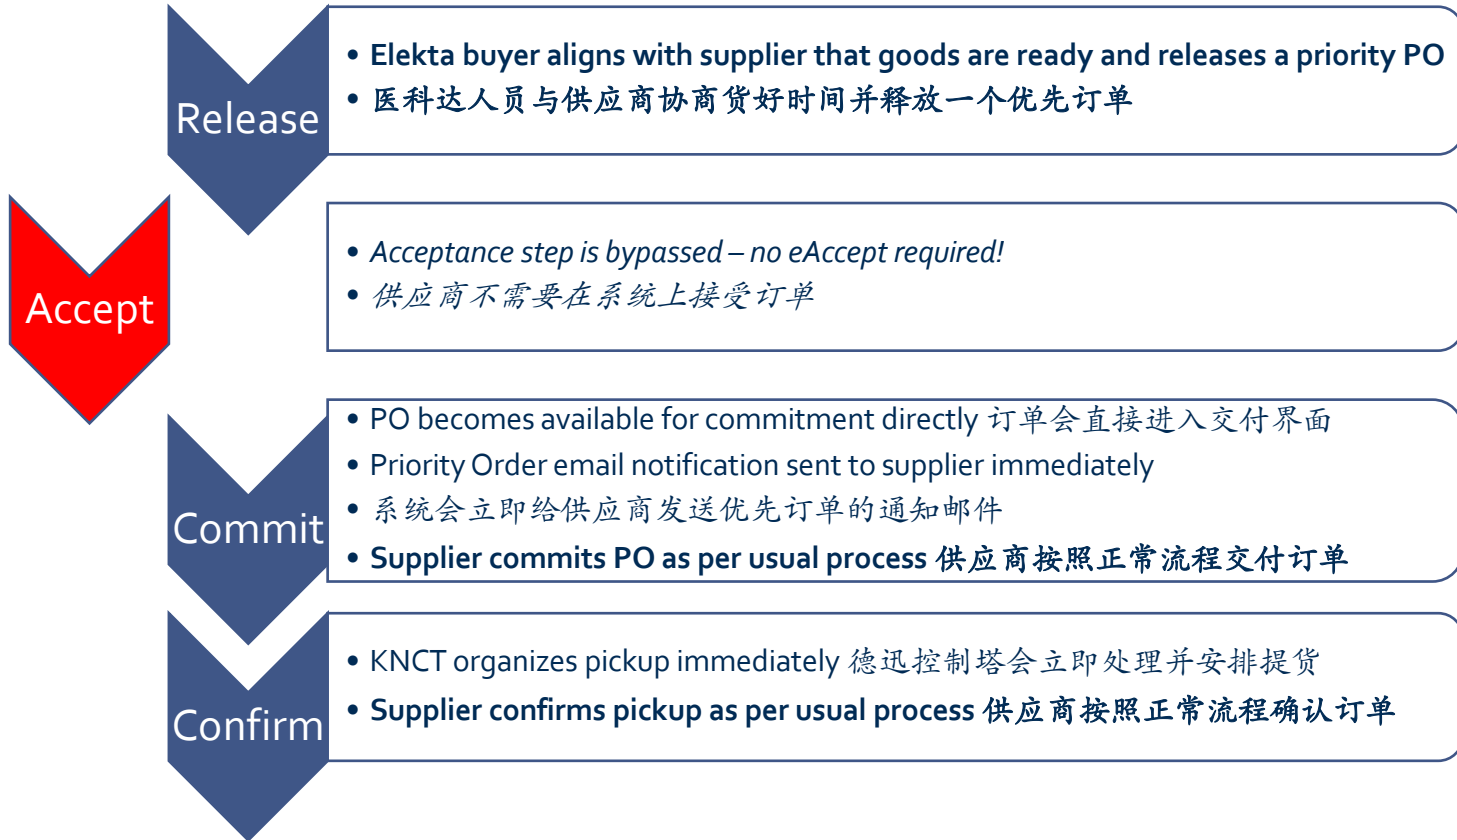 Release
• Elekta buyer aligns with supplier that goods are ready and releases a priority PO
• 医科达人员与供应商协商货好时间并释放一个优先订单
Accept
• Acceptance step is bypassed – no eAccept required!
• 供应商不需要在系统上接受订单
Commit
• PO becomes available for commitment directly 订单会直接进入交付界面
• Priority Order email notification sent to supplier immediately
• 系统会立即给供应商发送优先订单的通知邮件
• Supplier commits PO as per usual process 供应商按照正常流程交付订单
Confirm
• KNCT organizes pickup immediately 德迅控制塔会立即处理并安排提货
• Supplier confirms pickup as per usual process 供应商按照正常流程确认订单